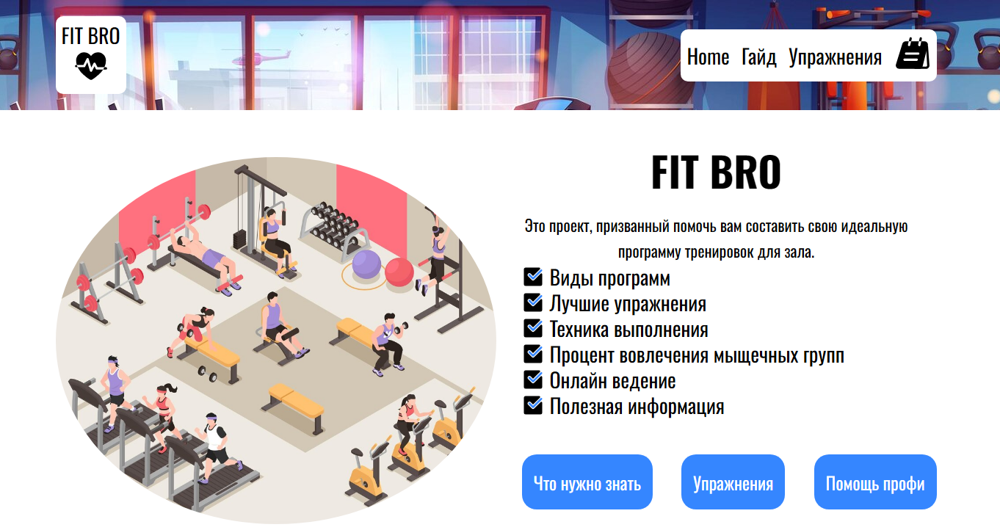 FIT BRO
Home Гайд Упражнения
FIT BRO
Это проект, призванный помочь вам составить свою идеальную
программу тренировок для зала.
Виды программ
Лучшие упражнения
Техника выполнения
Процент вовлечения мыщечных групп
Онлайн ведение
Полезная информация
Что нужно знать Упражнения Помощь профи